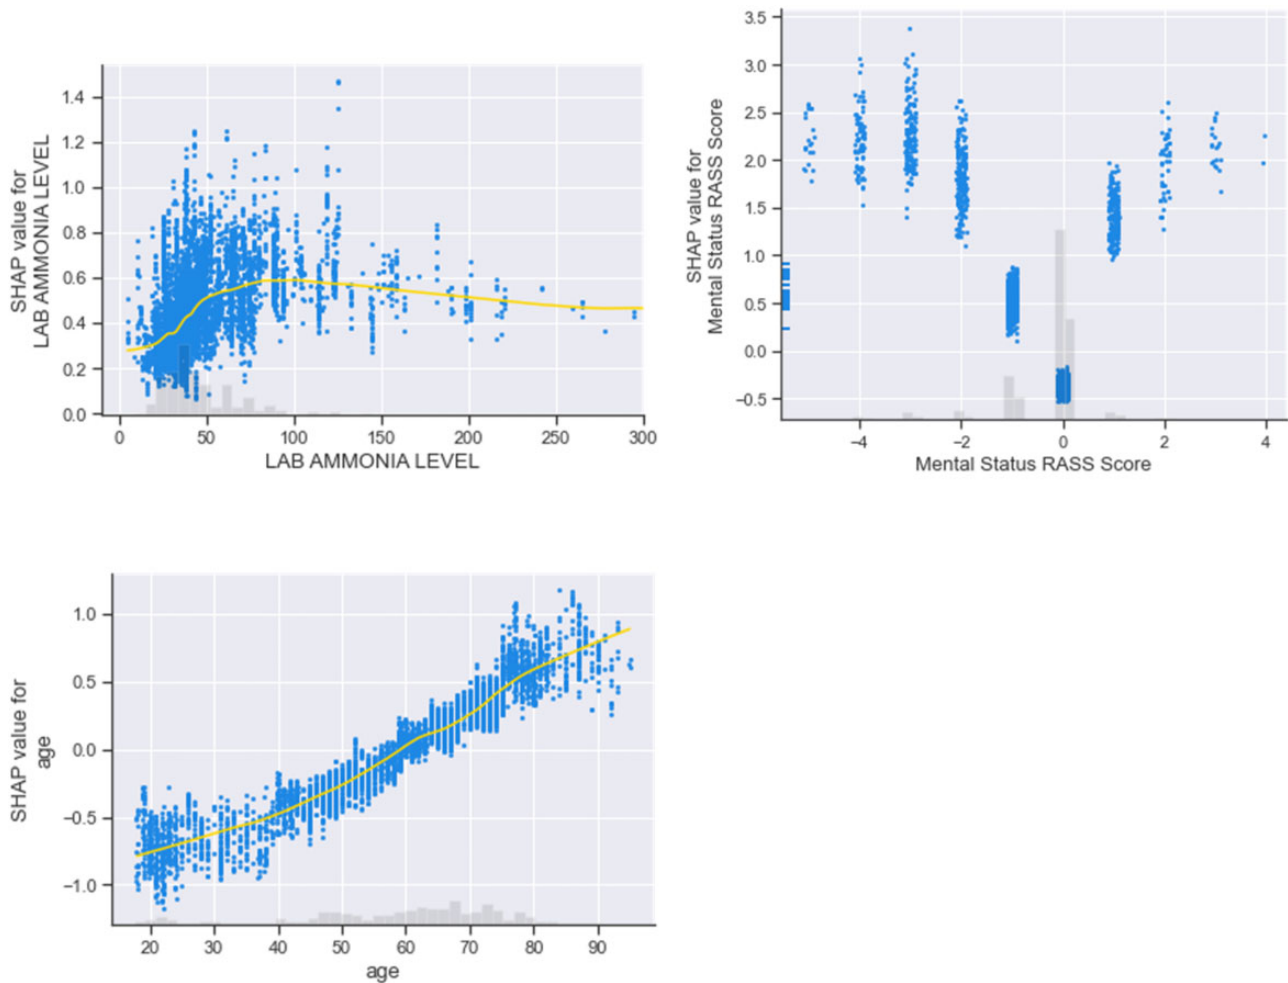 SHAP value for
LAB AMMONIA LEVEL
1.4
1.2
1.0
0.8
0.6
0.4
0.2
0.0
0 50 100 150 200 250 300
LAB AMMONIA LEVEL
SHAP value for
Mental Status RASS Score
3.5
3.0
2.5
2.0
1.5
1.0
0.5
0.0
−0.5
−4 −2 0 2 4
Mental Status RASS Score
SHAP value for
age
1.0
0.5
0.0
−0.5
−1.0
20 30 40 50 60 70 80 90
age